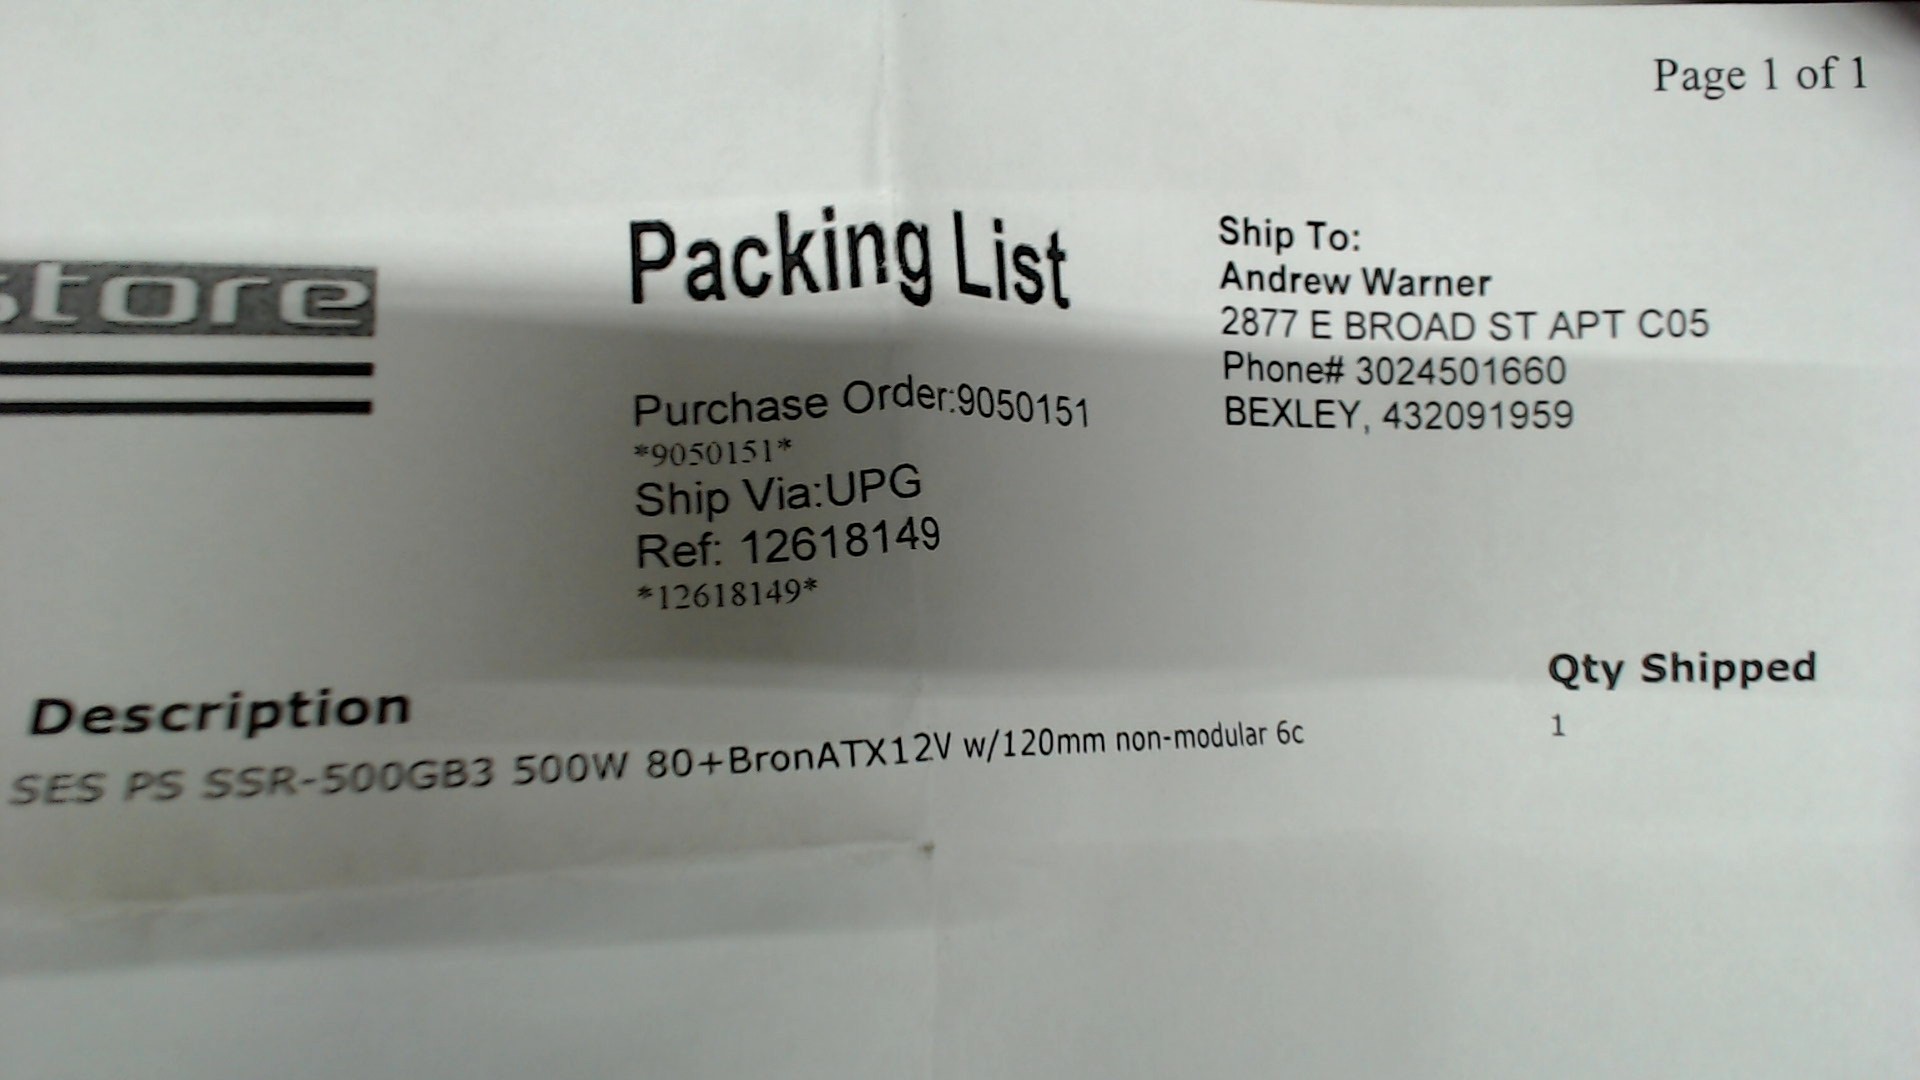 Page 1 of 1
store
Packing List
Purchase Order:9050151
*9050151*
Ship Via:UPG
Ref: 12618149
*12618149*
Ship To:
Andrew Warner
2877 E BROAD ST APT C05
Phone# 3024501660
BEXLEY, 432091959
Description
Qty Shipped
SES PS SSR-500GB3 500W 80+BronATX12V w/120mm non-modular 6c
1